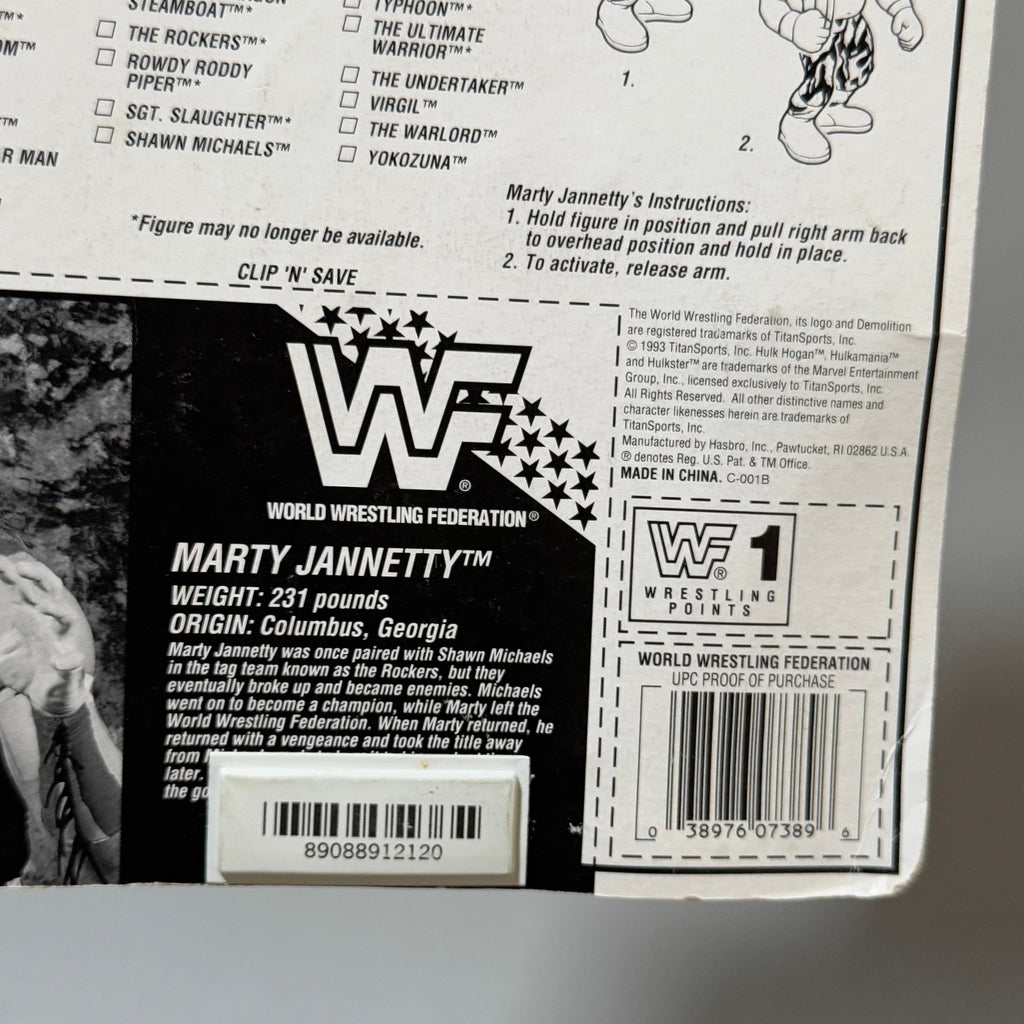 STEAMBOAT™*
☐ THE ROCKERS™*
☐ ROWDY RODDY
PIPER™*
☐ SGT. SLAUGHTER™*
☐ SHAWN MICHAELS™
R MAN
☐ TYPHOON™*
☐ THE ULTIMATE
WARRIOR™*
☐ THE UNDERTAKER™
☐ VIRGIL™
☐ THE WARLORD™
☐ YOKOZUNA™
*Figure may no longer be available.
CLIP 'N' SAVE
1.
2.
Marty Jannetty's Instructions:
1. Hold figure in position and pull right arm back
to overhead position and hold in place.
2. To activate, release arm.
The World Wrestling Federation, its logo and Demolition
are registered trademarks of TitanSports, Inc.
© 1993 TitanSports, Inc. Hulk Hogan™, Hulkamania™
and Hulkster™ are trademarks of the Marvel Entertainment
Group, Inc., licensed exclusively to TitanSports, Inc.
All Rights Reserved. All other distinctive names and
character likenesses herein are trademarks of
TitanSports, Inc.
Manufactured by Hasbro, Inc., Pawtucket, RI 02862 U.S.A.
® denotes Reg. U.S. Pat. & TM Office.
MADE IN CHINA. C-001B
WF®
WORLD WRESTLING FEDERATION®
MARTY JANNETTY™
WEIGHT: 231 pounds
ORIGIN: Columbus, Georgia
Marty Jannetty was once paired with Shawn Michaels
in the tag team known as the Rockers, but they
eventually broke up and became enemies. Michaels
went on to become a champion, while Marty left the
World Wrestling Federation. When Marty returned, he
returned with a vengeance and took the title away
from
later.
the go
89088912120
WF® 1
WRESTLING
POINTS
WORLD WRESTLING FEDERATION
UPC PROOF OF PURCHASE
0 38976 07389 6